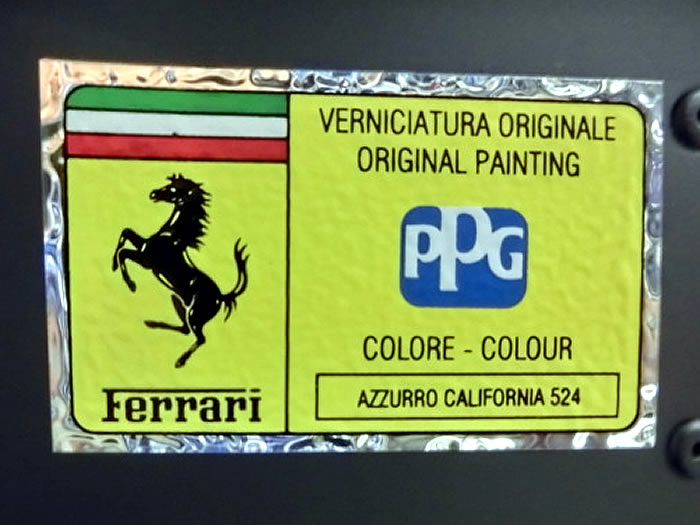 VERNICIATURA ORIGINALE
ORIGINAL PAINTING
PPG
COLORE - COLOUR
AZZURRO CALIFORNIA 524
Ferrari